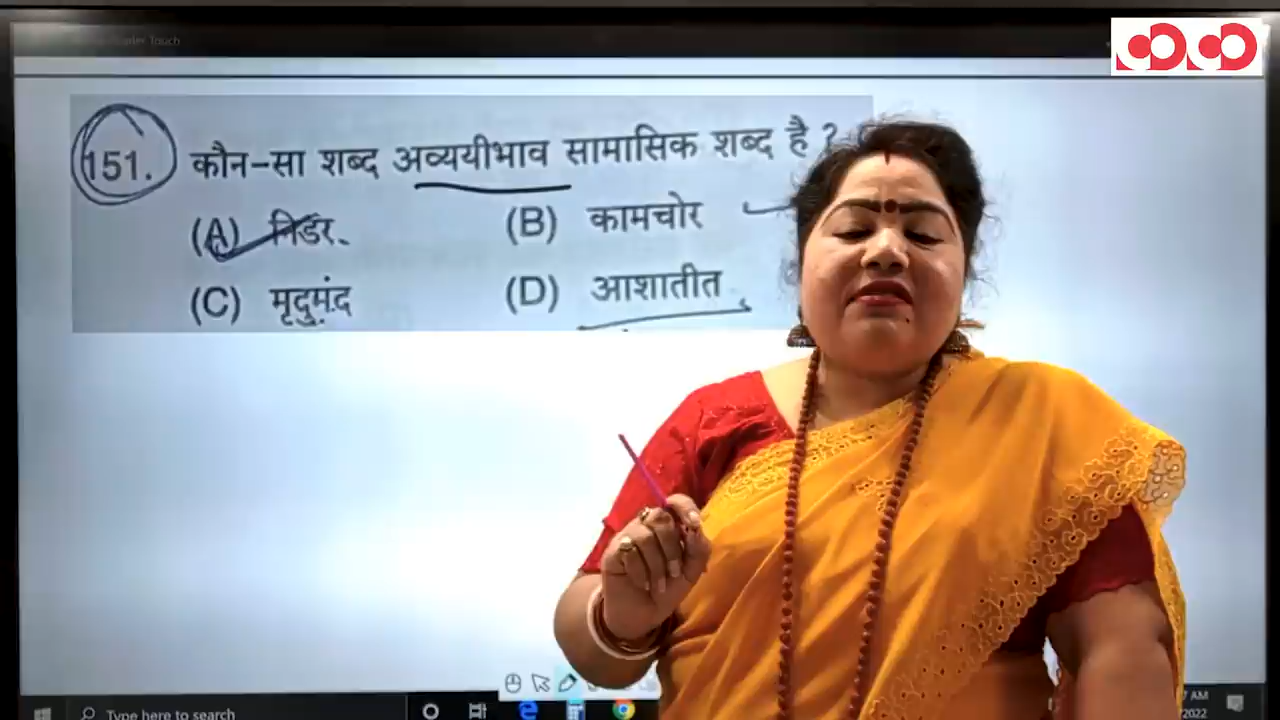 151. कौन-सा शब्द अव्ययीभाव सामासिक शब्द है ?
(A) निडर
(B) कामचोर
(C) मृदुमंद
(D) आशातीत
Type here to search